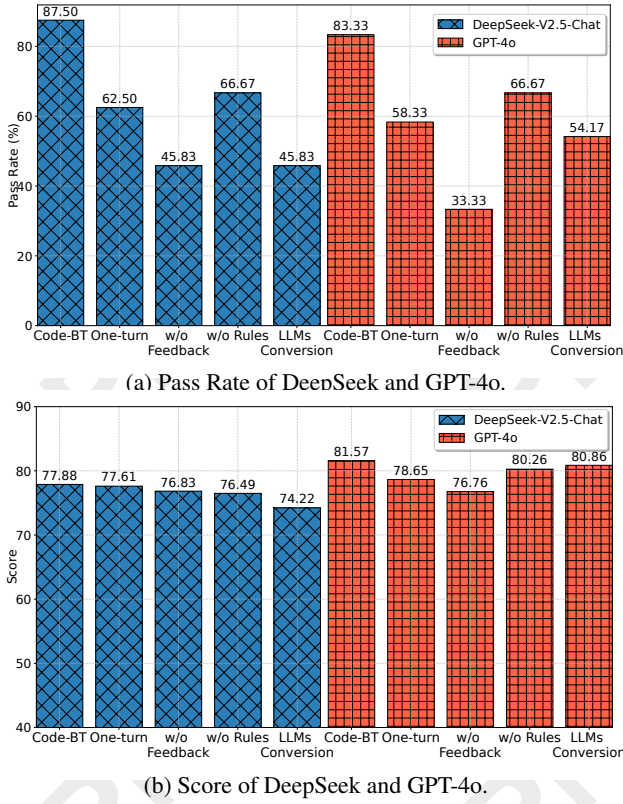 87.50
83.33
DeepSeek-V2.5-Chat
GPT-4o
80
66.67
66.67
62.50
58.33
60
54.17
45.83
45.83
40
33.33
20
0
Pass Rate (%)
Code-BT One-turn w/o Feedback w/o Rules LLMs Conversion Code-BT One-turn w/o Feedback w/o Rules LLMs Conversion
(a) Pass Rate of DeepSeek and GPT-4o.
90
DeepSeek-V2.5-Chat
GPT-4o
81.57
80.26 80.86
80
77.88 77.61 76.83 76.49
78.65
76.76
74.22
70
60
50
40
Score
Code-BT One-turn w/o Feedback w/o Rules LLMs Conversion Code-BT One-turn w/o Feedback w/o Rules LLMs Conversion
(b) Score of DeepSeek and GPT-4o.